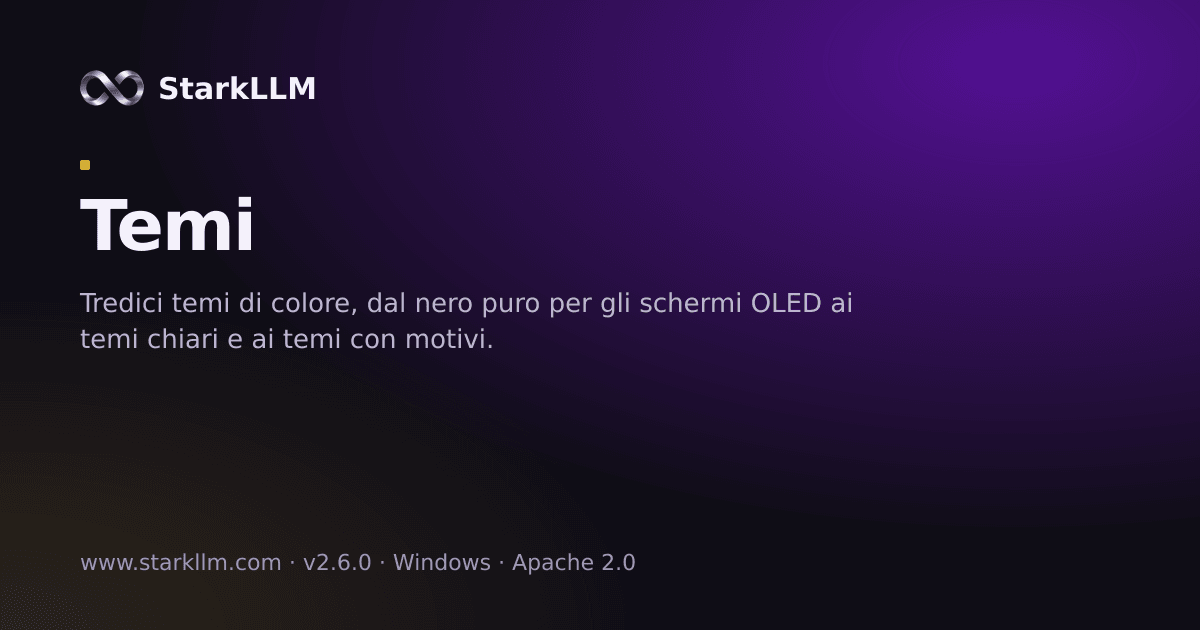 StarkLLM
Temi
Tredici temi di colore, dal nero puro per gli schermi OLED ai
temi chiari e ai temi con motivi.
www.starkllm.com · v2.6.0 · Windows · Apache 2.0